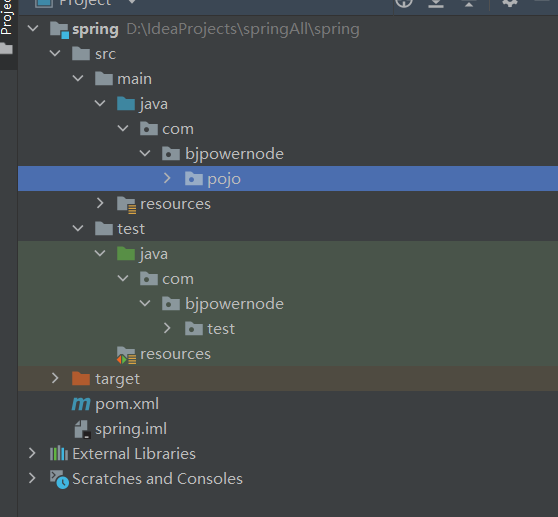 Project
Projec
spring D:\IdeaProjects\springAll\spring
src
main
java
com
bjpowernode
pojo
resources
test
java
com
bjpowernode
test
resources
target
pom.xml
spring.iml
External Libraries
Scratches and Consoles